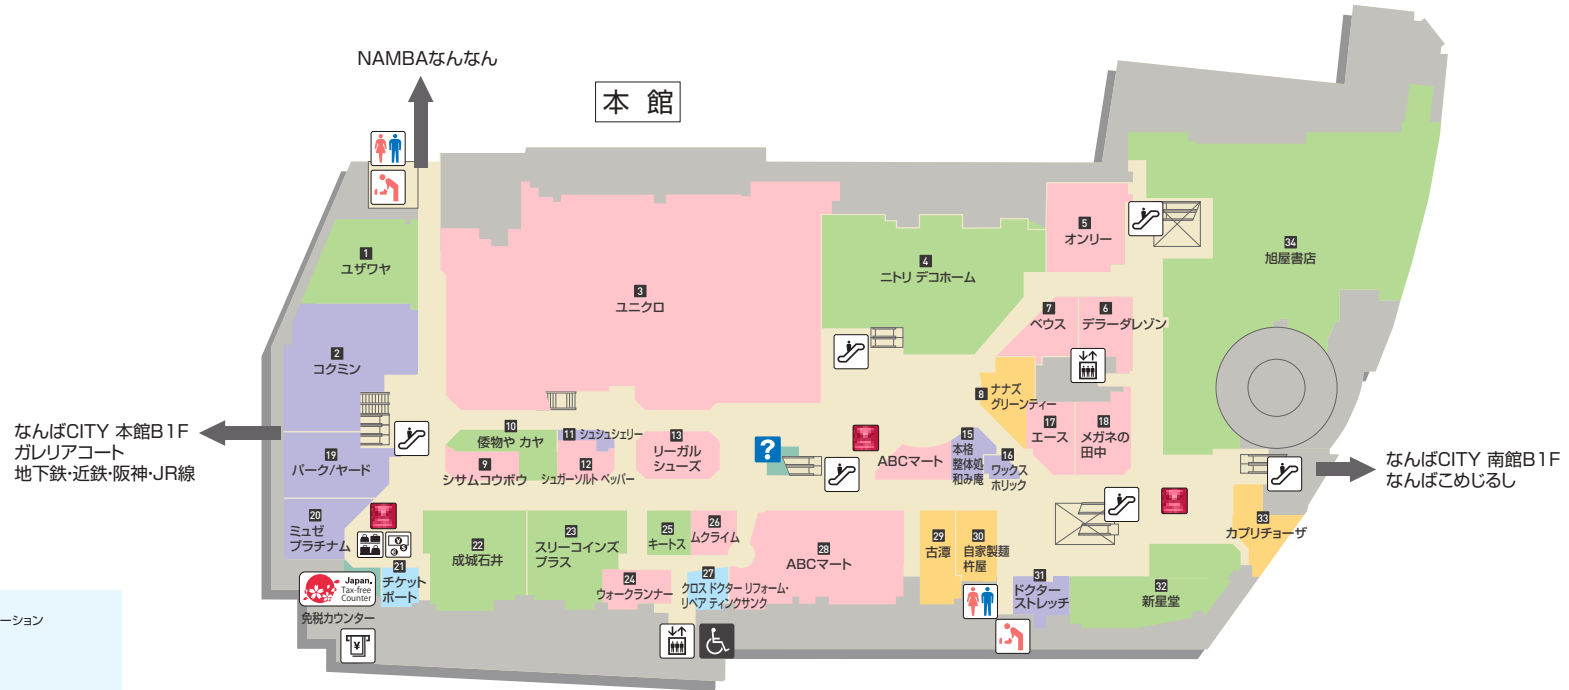 NAMBAなんなん
本 館
1
ユザワヤ
2
コクミン
3
ユニクロ
4
ニトリ デコホーム
5
オンリー
34
旭屋書店
7
ベウス
6
デラーダレゾン
8
ナナズ
グリーンティー
10
倭物や カヤ
11 シュシュシェリー
9
シサムコウボウ
12
シュガーソルト ペッパー
13
リーガル
シューズ
?
ABCマート
15
本格
整体処
和み庵
16
ワックス
ホリック
17
エース
18
メガネの
田中
なんばCITY 本館B1F
ガレリアコート
地下鉄・近鉄・阪神・JR線
なんばCITY 南館B1F
なんばこめじるし
19
パーク/ヤード
20
ミュゼ
プラチナム
21
チケット
ポート
Japan.
Tax-free
Counter
免税カウンター
¥
22
成城石井
23
スリーコインズ
プラス
24
ウォークランナー
25
キートス
26
ムクライム
27
クロスドクター リフォーム・
リペア ティンクサンク
28
ABCマート
29
古潭
30
自家製麺
杵屋
31
ドクター
ストレッチ
32
新星堂
33
カプリチョーザ
ーション